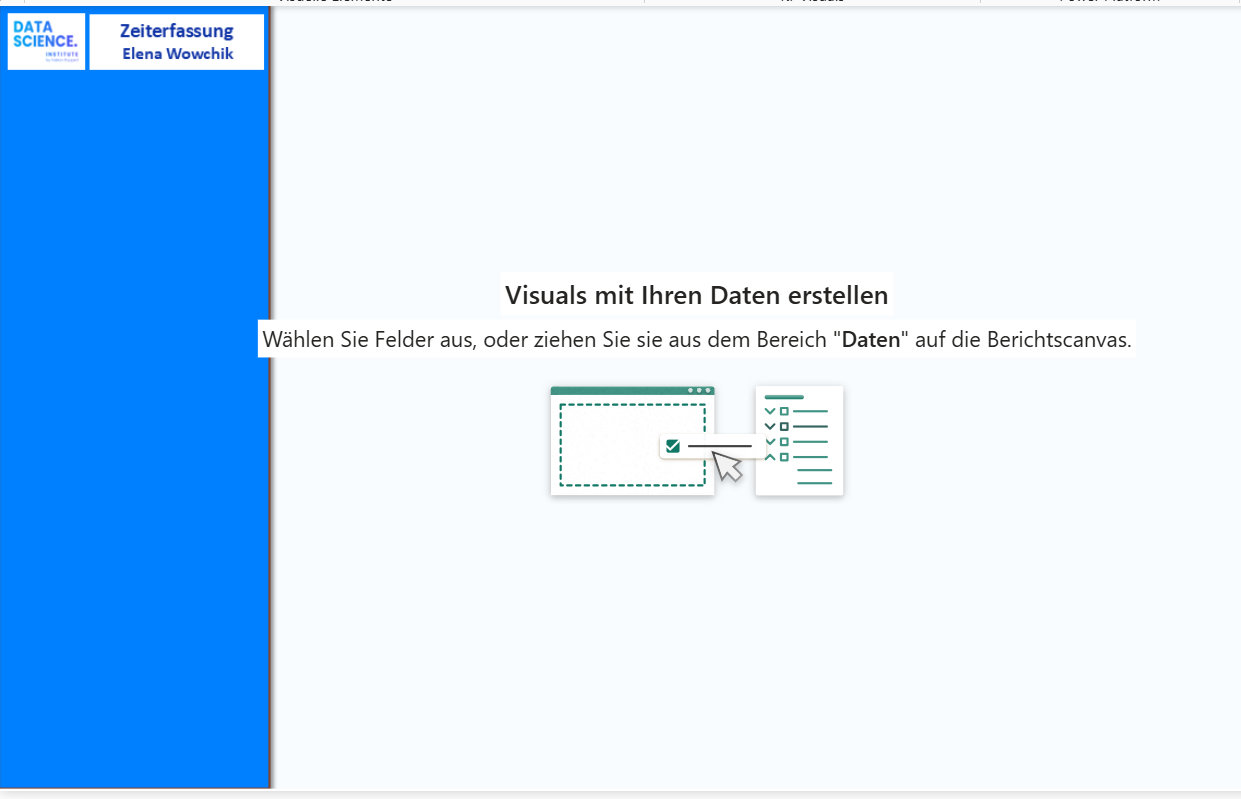 DATA
SCIENCE.
INSTITUTE
Zeiterfassung
Elena Wowchik
Visuals mit Ihren Daten erstellen
Wählen Sie Felder aus, oder ziehen Sie sie aus dem Bereich "Daten" auf die Berichtscanvas.